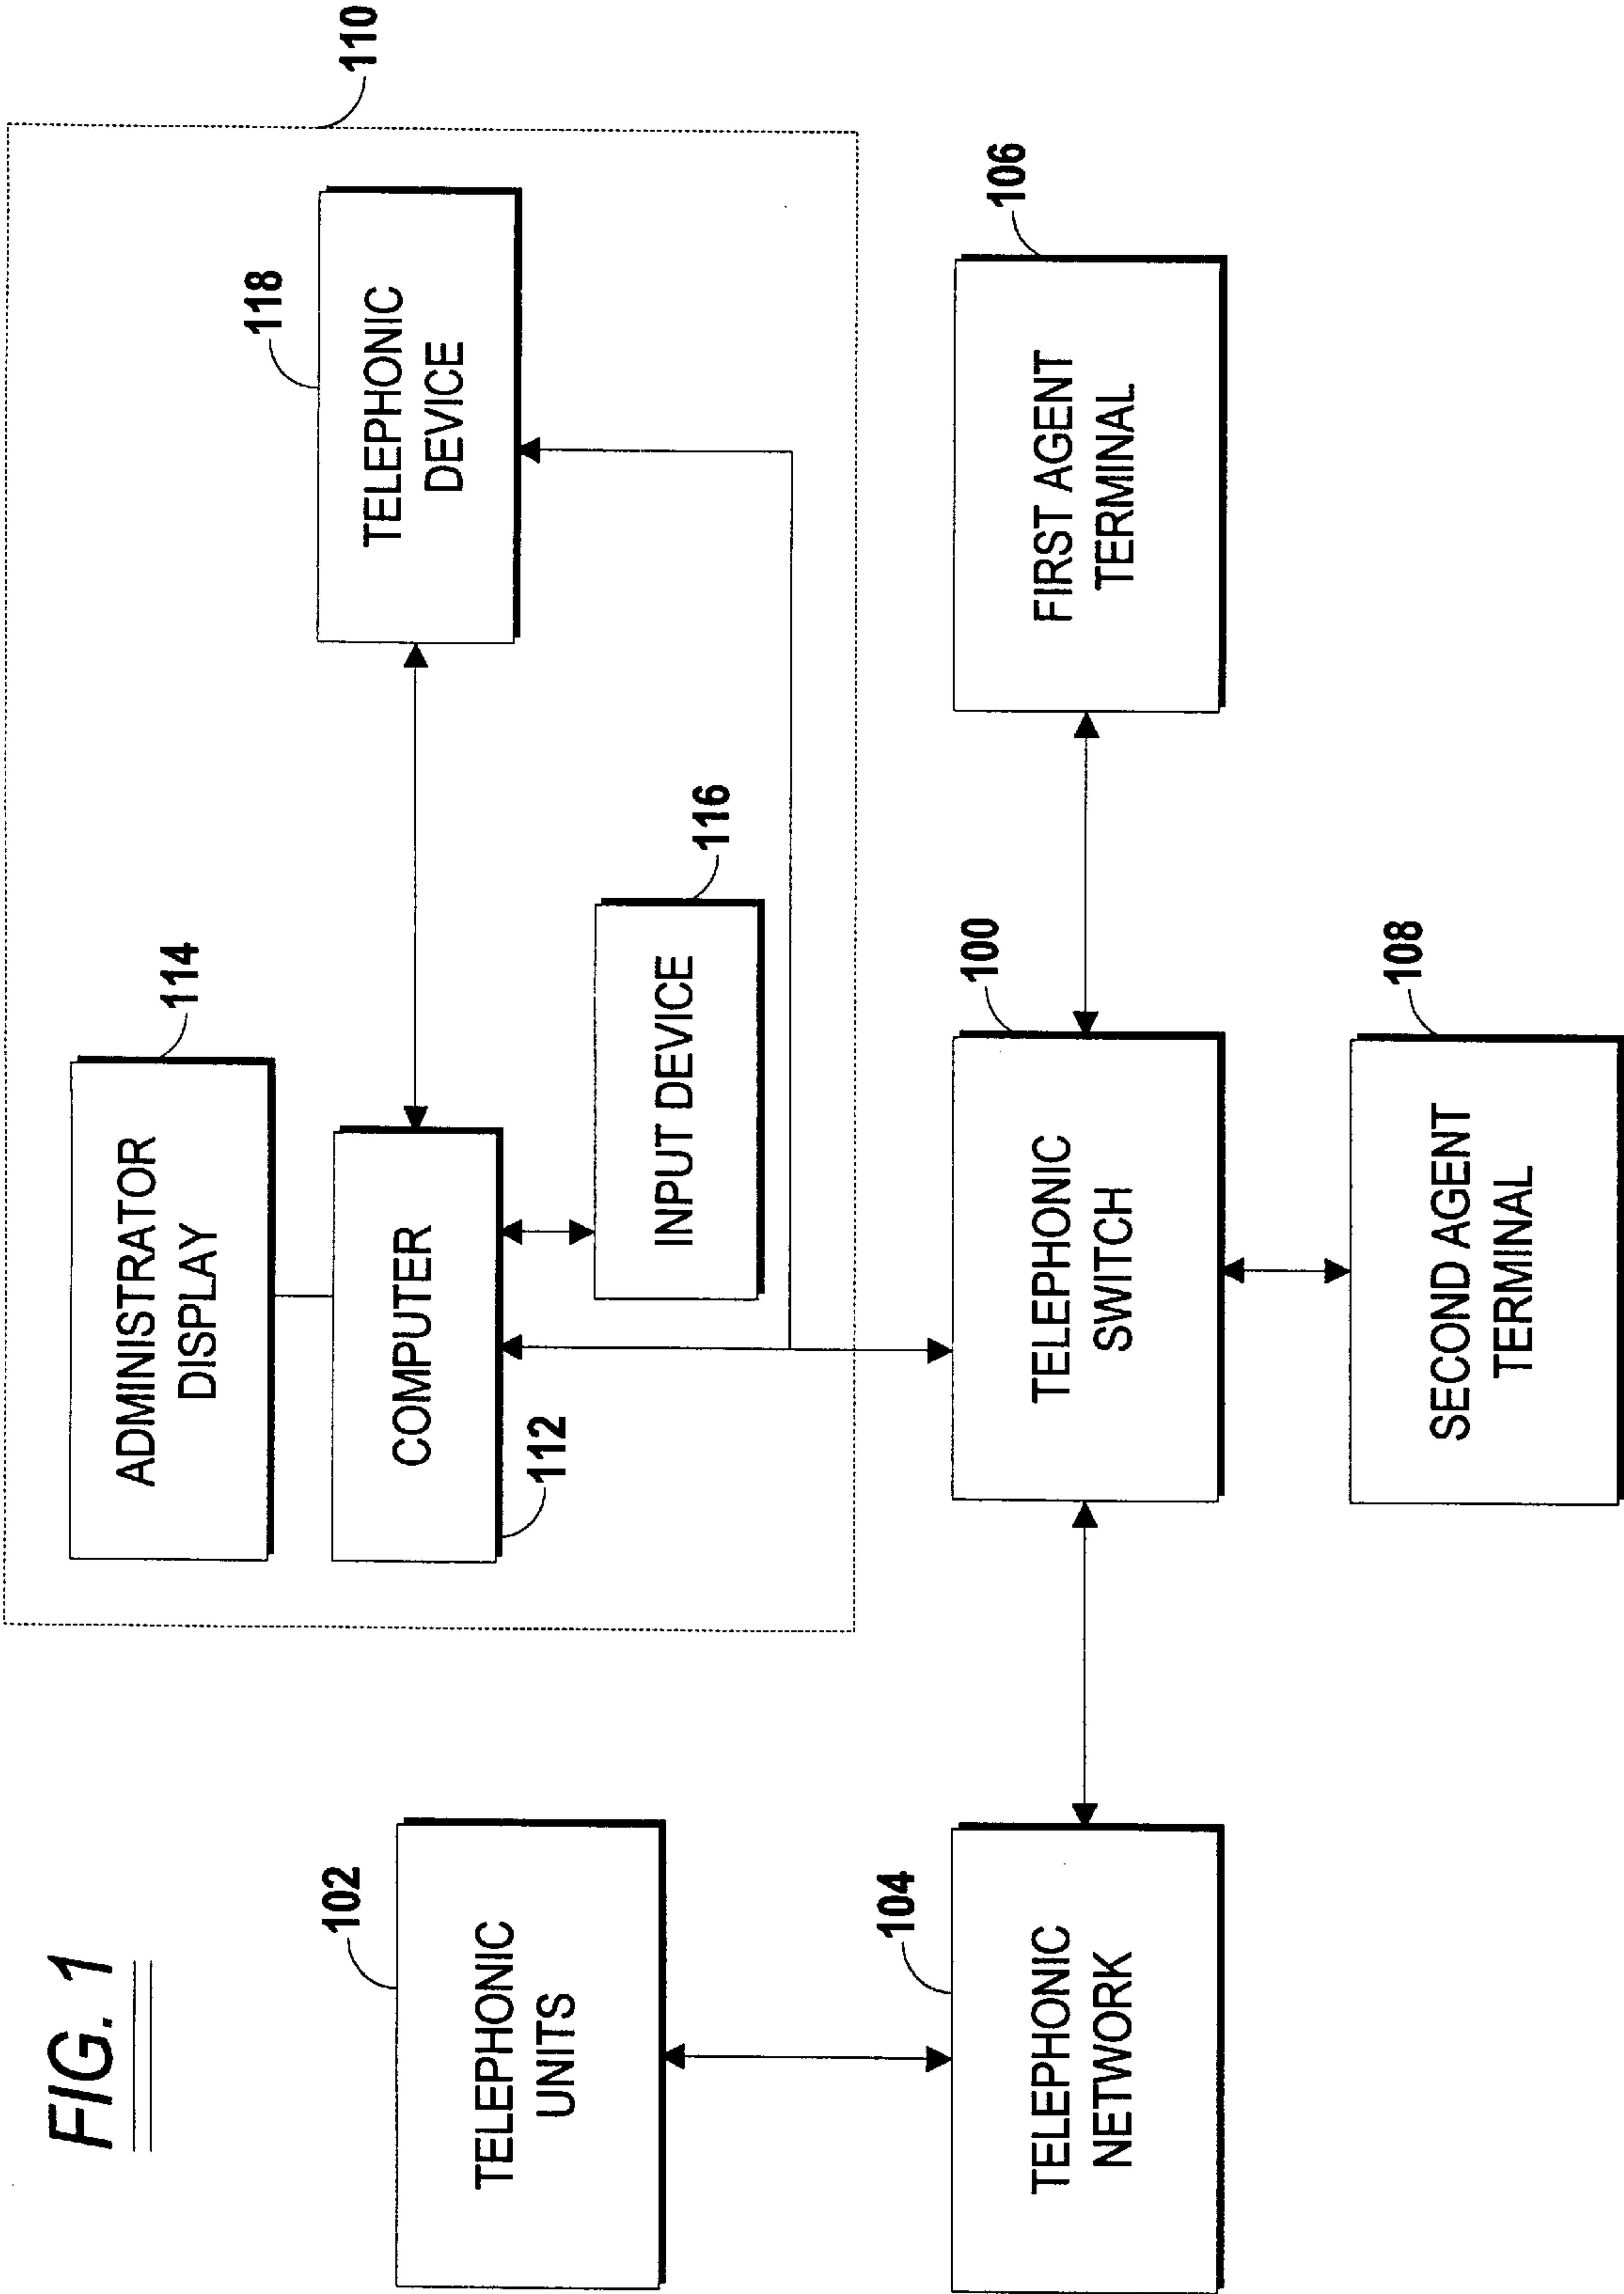 FIG. 1
110
114
ADMINISTRATOR
DISPLAY
118
TELEPHONIC
DEVICE
102
TELEPHONIC
UNITS
COMPUTER
112
INPUT DEVICE
116
104
TELEPHONIC
NETWORK
100
TELEPHONIC
SWITCH
106
FIRST AGENT
TERMINAL
108
SECOND AGENT
TERMINAL